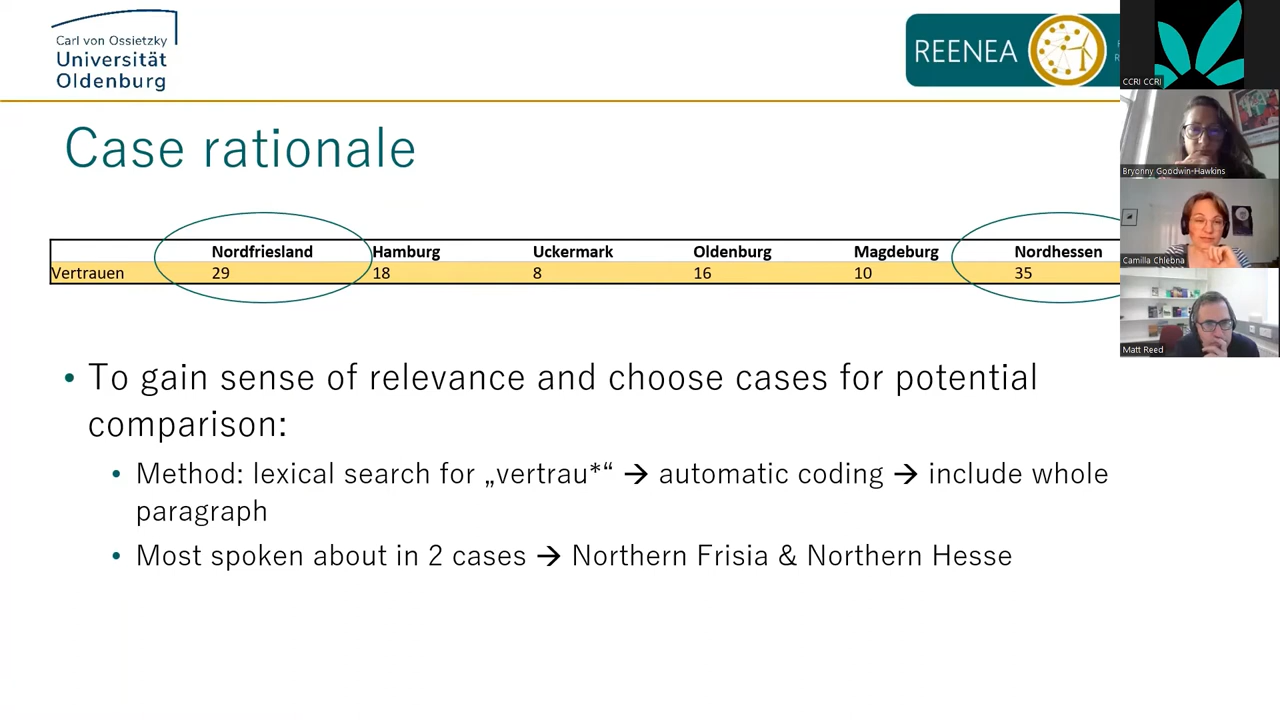 Carl von Ossietzky
Universität
Oldenburg
REENEA
CCRI CCRI
Bryonny Goodwin-Hawkins
Camilla Chlebna
Matt Reed
Case rationale
Nordfriesland Hamburg Uckermark Oldenburg Magdeburg Nordhessen
Vertrauen 29 18 8 16 10 35
• To gain sense of relevance and choose cases for potential
comparison:
• Method: lexical search for „vertrau*“ → automatic coding → include whole
paragraph
• Most spoken about in 2 cases → Northern Frisia & Northern Hesse